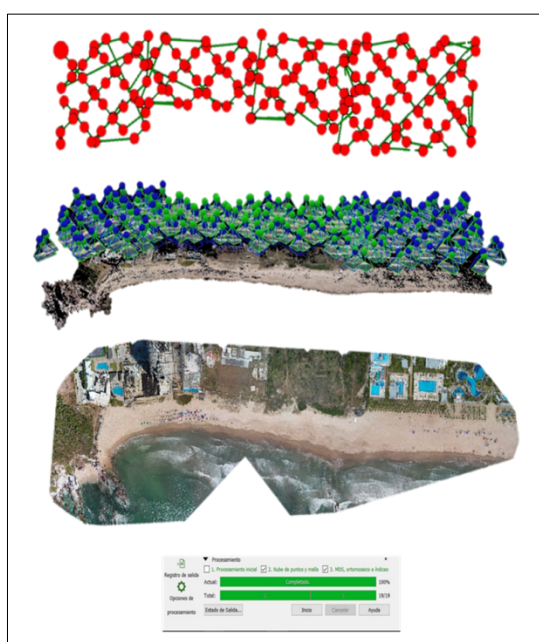 Procesamiento
1. Procesamiento inicial 2. Nube de puntos y malla 3. MDS, ortomosaico e índices
Registro de salida
Actual: Completado 100%
Total: 19/19
Opciones de procesamiento
Estado de Salida... Inicio Cancelar Ayuda